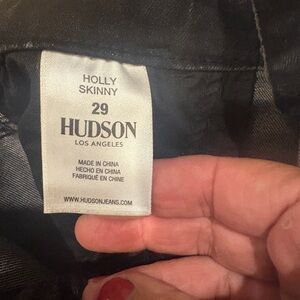 HOLLY
SKINNY
29
HUDSON
LOS ANGELES
MADE IN CHINA
HECHO EN CHINA
FABRIQUÉ EN CHINE
WWW.HUDSONJEANS.COM